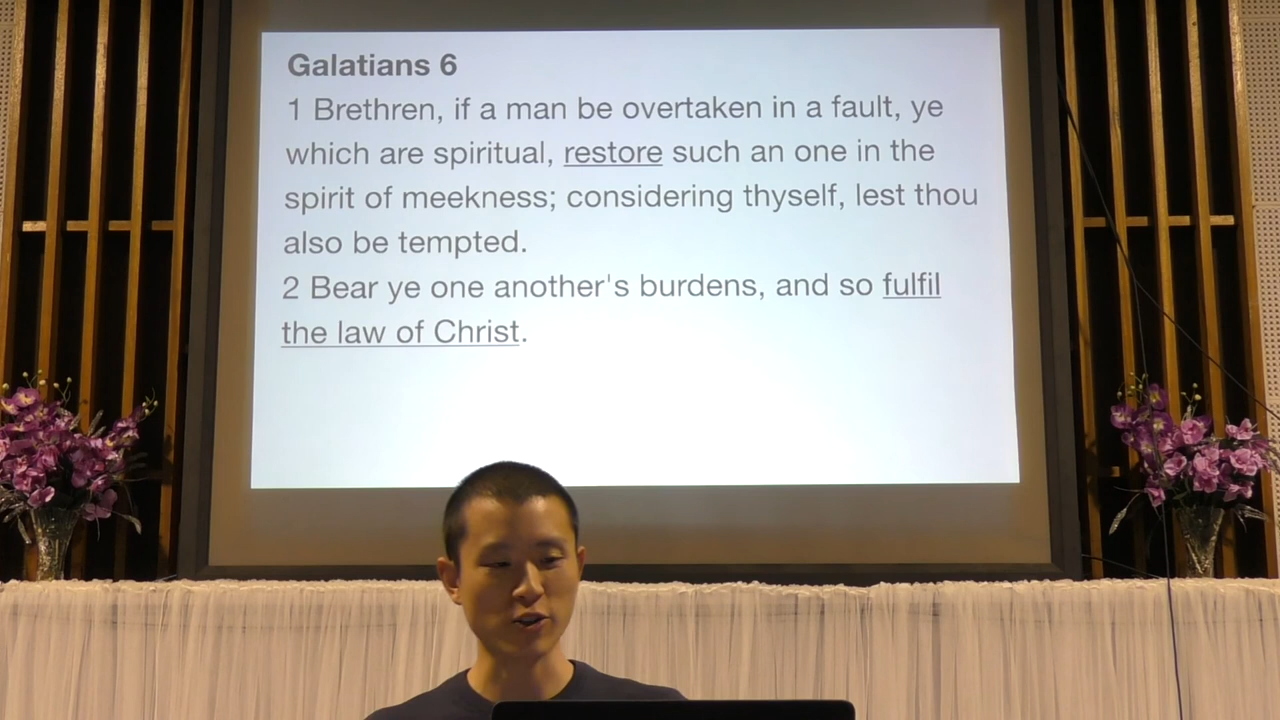 Galatians 6
1 Brethren, if a man be overtaken in a fault, ye
which are spiritual, restore such an one in the
spirit of meekness; considering thyself, lest thou
also be tempted.
2 Bear ye one another's burdens, and so fulfil
the law of Christ.